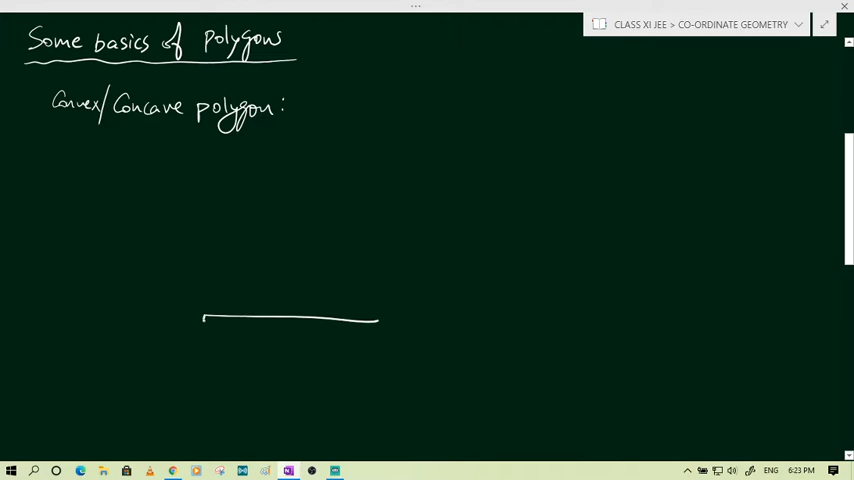 CLASS XI JEE > CO-ORDINATE GEOMETRY
Some basics of polygons
Convex/Concave polygon:
ENG 6:23 PM